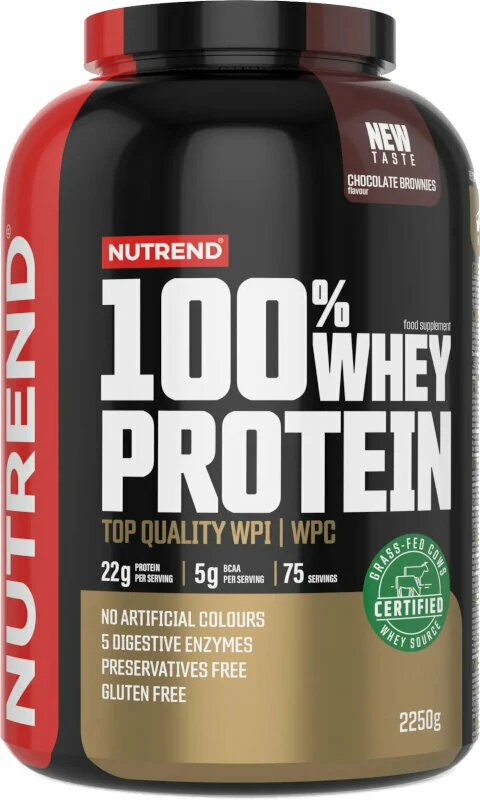 NUTREND®
NEW
TASTE
CHOCOLATE BROWNIES
flavour
NUTREND®
100%
food supplement
WHEY
PROTEIN
TOP QUALITY WPI | WPC
22g PROTEIN PER SERVING | 5g BCAA PER SERVING | 75 SERVINGS
GRASS-FED COWS
CERTIFIED
WHEY SOURCE
NO ARTIFICIAL COLOURS
5 DIGESTIVE ENZYMES
PRESERVATIVES FREE
GLUTEN FREE
2250g